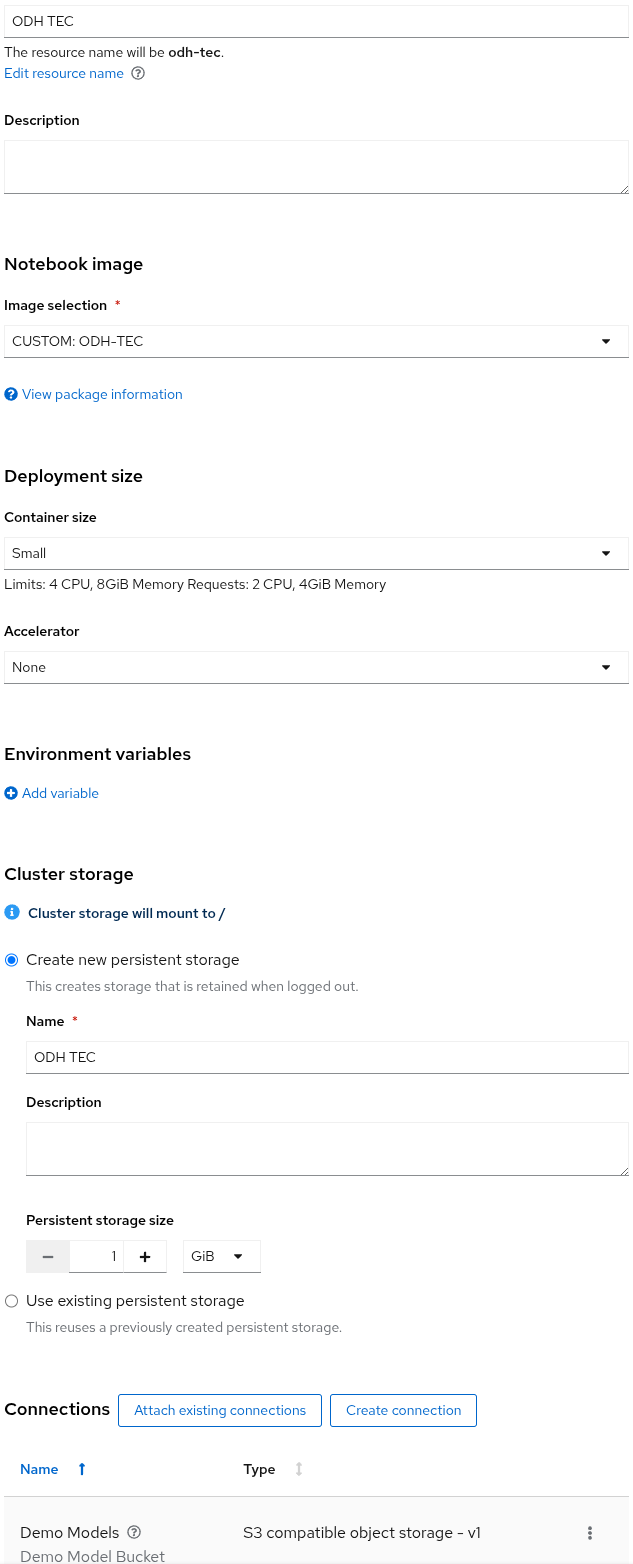 ODH TEC
The resource name will be odh-tec.
Edit resource name
Description
Notebook image
Image selection *
CUSTOM: ODH-TEC
View package information
Deployment size
Container size
Small
Limits: 4 CPU, 8GiB Memory Requests: 2 CPU, 4GiB Memory
Accelerator
None
Environment variables
Add variable
Cluster storage
Cluster storage will mount to /
Create new persistent storage
This creates storage that is retained when logged out.
Name *
ODH TEC
Description
Persistent storage size
1 GiB
Use existing persistent storage
This reuses a previously created persistent storage.
Connections Attach existing connections Create connection
Name Type
Demo Models S3 compatible object storage - v1
Demo Model Bucket